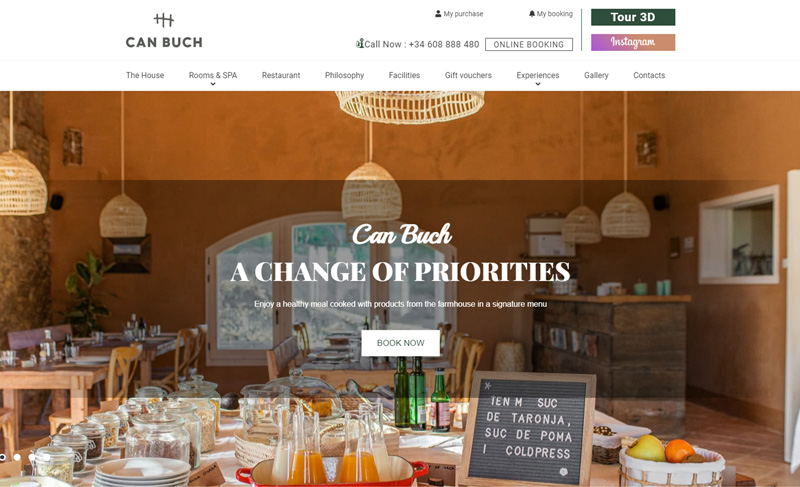 My purchase
My booking
Tour 3D
CAN BUCH
Call Now : +34 608 888 480
ONLINE BOOKING
Instagram
The House
Rooms & SPA
Restaurant
Philosophy
Facilities
Gift vouchers
Experiences
Gallery
Contacts
Can Buch
A CHANGE OF PRIORITIES
Enjoy a healthy meal cooked with products from the farmhouse in a signature menu
BOOK NOW
TENIM SUC
DE TARONJA,
SUC DE POMA
I COLDPRESS